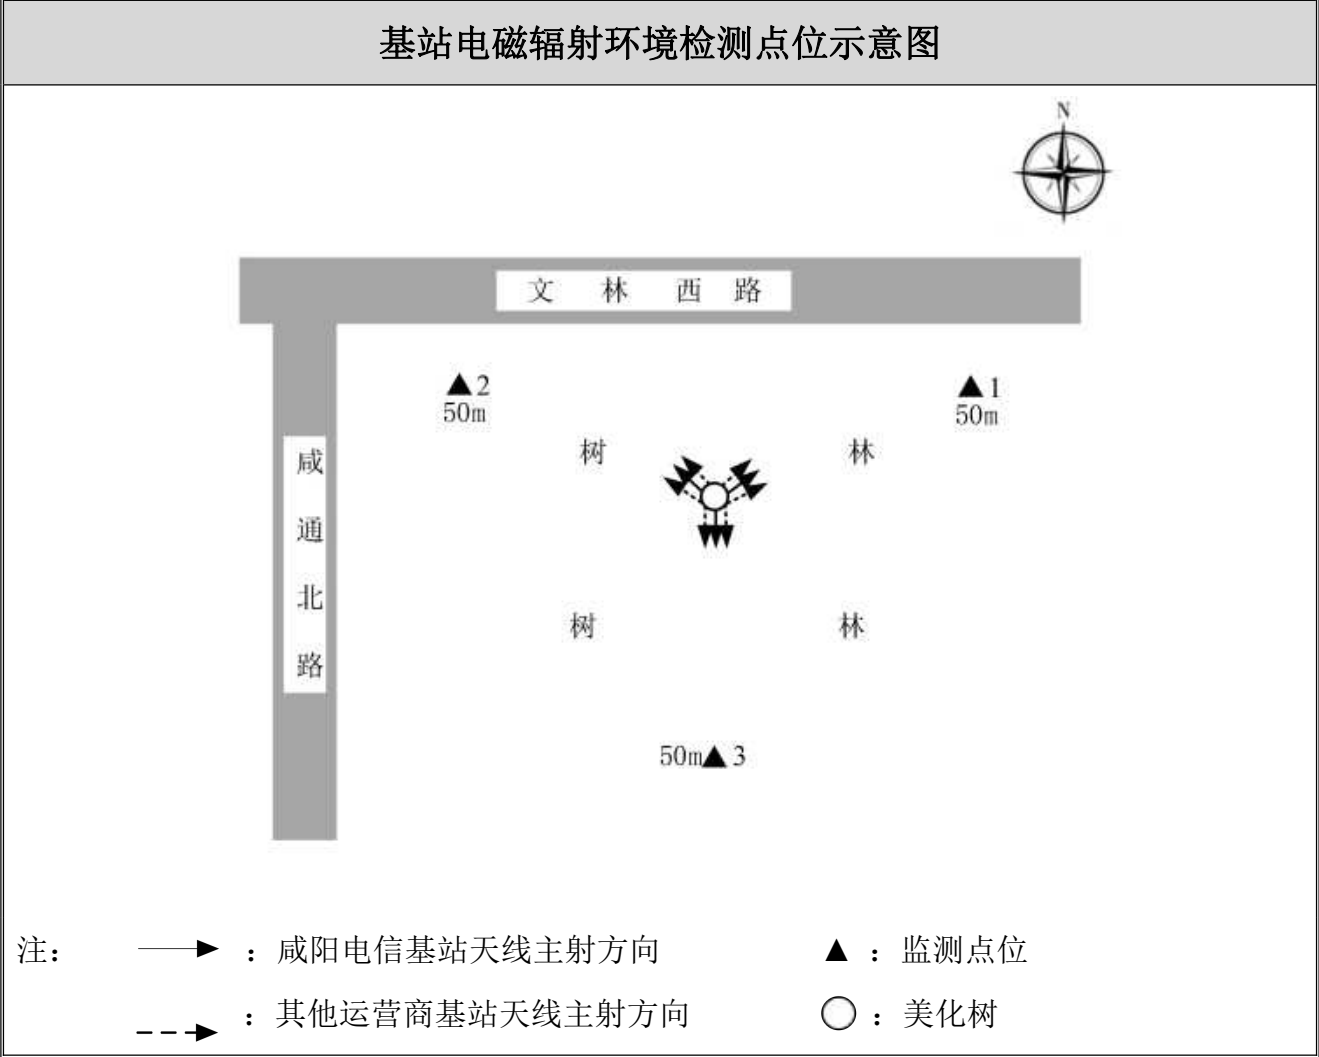 基站电磁辐射环境检测点位示意图
N
文 林 西 路
▲2
50m
▲1
50m
树 林
咸
通
北
路
树 林
50m▲3
注： ：咸阳电信基站天线主射方向 ▲ ：监测点位
：其他运营商基站天线主射方向 ：美化树